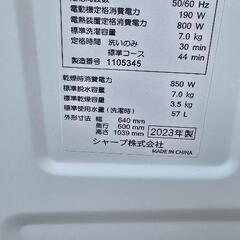 50/60 Hz
電動機定格消費電力 190 W
電熱装置定格消費電力 800 W
標準洗濯容量 7.0 kg
標準時間 洗いのみ 30 min
標準コース 44 min
製造番号 1105345
乾燥時消費電力 850 W
標準脱水容量 7.0 kg
標準乾燥容量 3.5 kg
標準使用水量(洗濯時) 57 L
外形寸法 幅 640 mm
奥行 600 mm
高さ 1039 mm
2023年製
シャープ株式会社
MADE IN CHINA